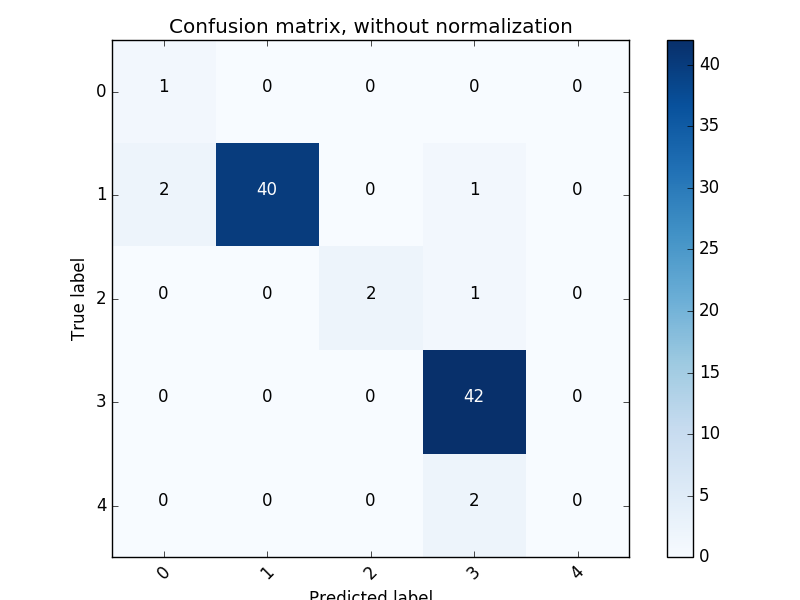 Confusion matrix, without normalization
True label
0 1 0 0 0 0
1 2 40 0 1 0
2 0 0 2 1 0
3 0 0 0 42 0
4 0 0 0 2 0
0 1 2 3 4
Predicted label
40
35
30
25
20
15
10
5
0